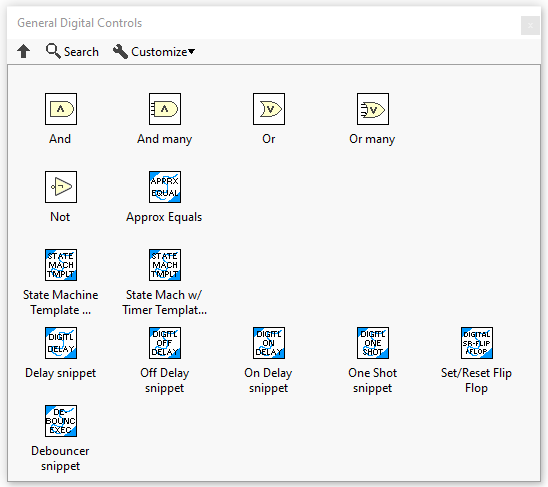 General Digital Controls
x
Search
Customize▾
And
And many
Or
Or many
Not
APPRX
EQUAL
Approx Equals
STATE
MACH
TMPLT
State Machine
Template ...
STATE
MACH
TMPLT
State Mach w/
Timer Templat...
DIGITL
DELAY
Delay snippet
DIGITL
OFF
DELAY
Off Delay
snippet
DIGITL
ON
DELAY
On Delay
snippet
DIGITL
ONE
SHOT
One Shot
snippet
DIGITAL
SR-FLIP
FLOP
Set/Reset Flip
Flop
DE-
BOUNC
EXEC
Debouncer
snippet